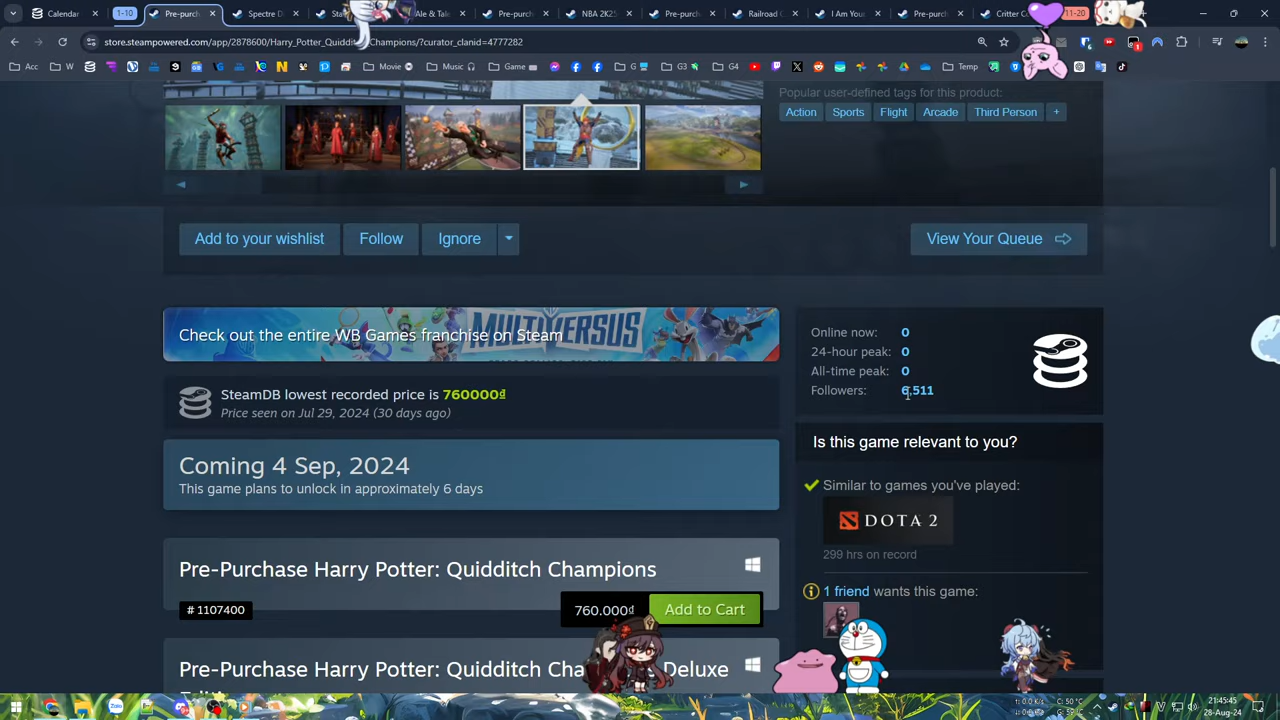 Calendar
1-10
Pre-purch
Spectre D
Pre-purch
NBA 2K25
Pre-purch
Railroad
I Am You
Pre-purch
Critter C
11-20
store.steampowered.com/app/2878600/Harry_Potter_Quidditch_Champions/?curator_clanid=4777282
Acc
W
Movie
Music
Game
G
G3
G4
Temp
Popular user-defined tags for this product:
Action
Sports
Flight
Arcade
Third Person
+
Add to your wishlist
Follow
Ignore
View Your Queue
Check out the entire WB Games franchise on Steam
MULTIVERSUS
SteamDB lowest recorded price is 760000₫
Price seen on Jul 29, 2024 (30 days ago)
Coming 4 Sep, 2024
This game plans to unlock in approximately 6 days
Pre-Purchase Harry Potter: Quidditch Champions
# 1107400
760.000₫
Add to Cart
Pre-Purchase Harry Potter: Quidditch Deluxe
Online now: 0
24-hour peak: 0
All-time peak: 0
Followers: 6,511
Is this game relevant to you?
Similar to games you've played:
DOTA 2
299 hrs on record
1 friend wants this game:
Zalo
21:45:45
28-Aug-24